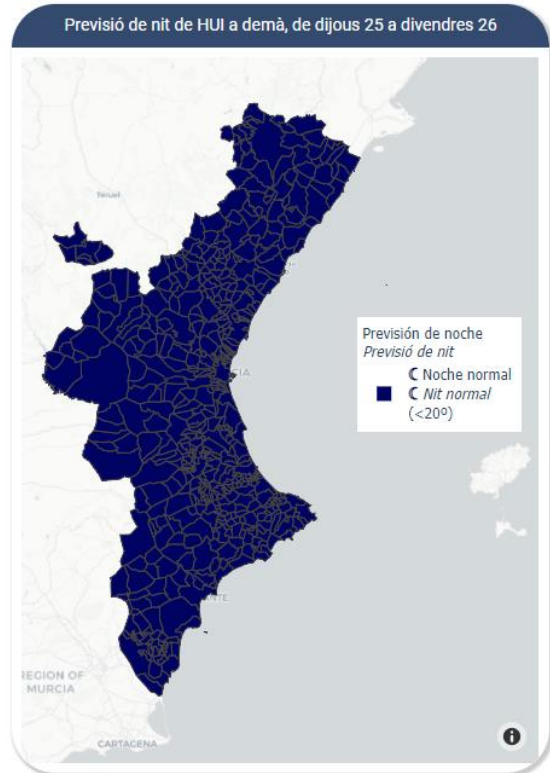 Previsió de nit de HUI a demà, de dijous 25 a divendres 26
Teruel
Previsión de noche
Previsió de nit
Noche normal
Nit normal
(<20º)
REGION OF
MURCIA
CARTAGENA